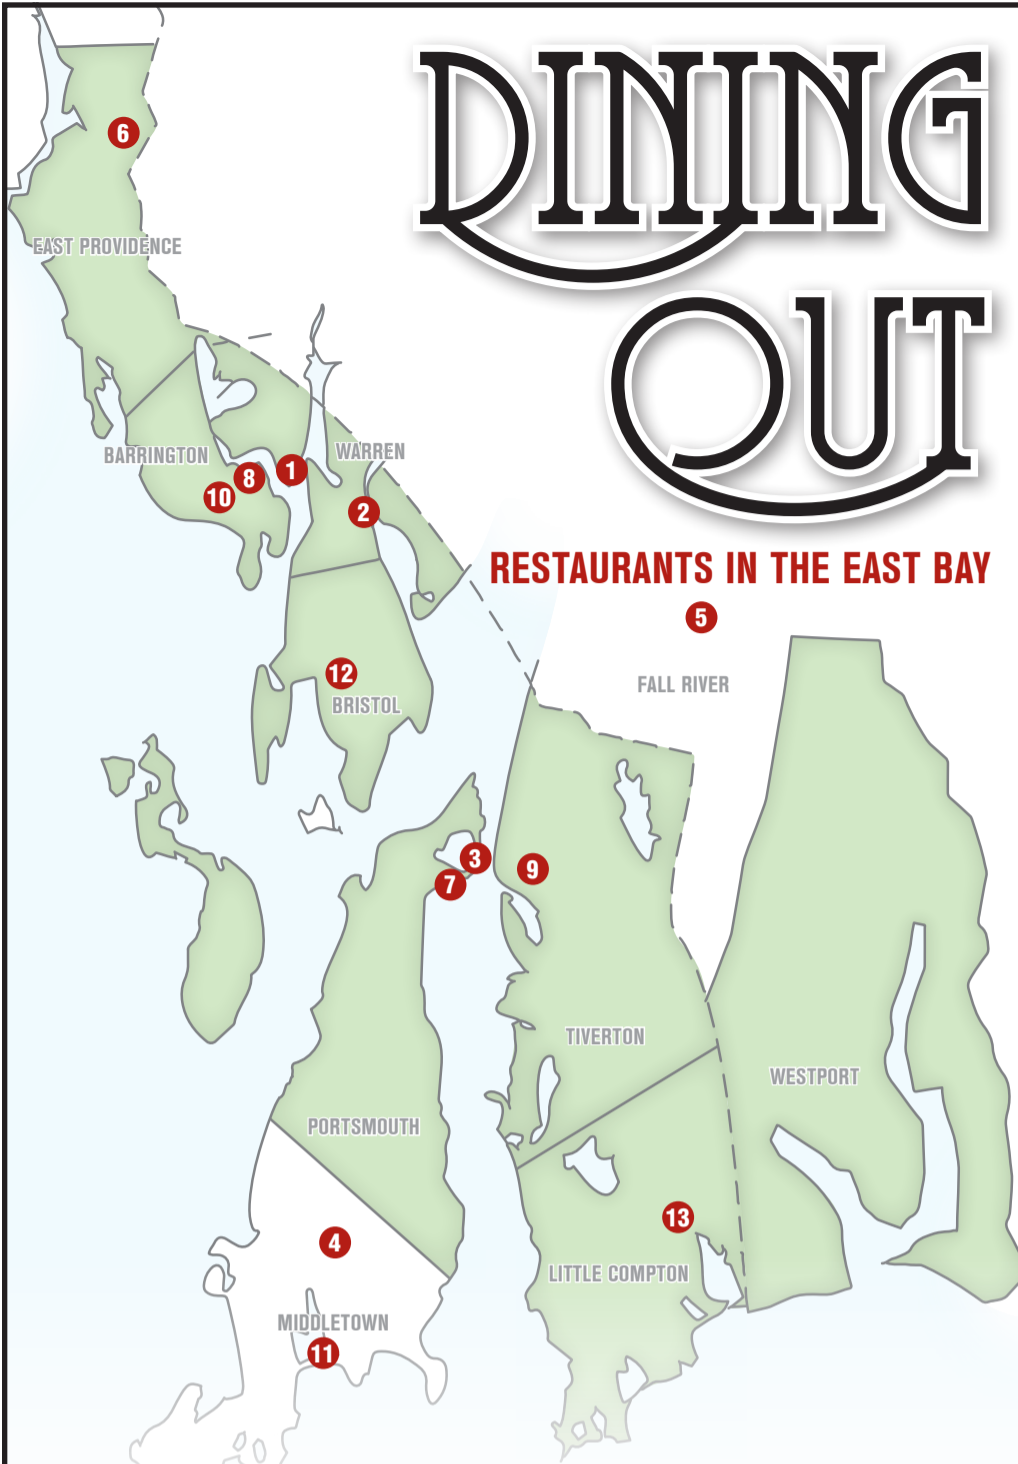 DINING
OUT
RESTAURANTS IN THE EAST BAY
6
EAST PROVIDENCE
BARRINGTON
WARREN
1
8
10
2
5
FALL RIVER
12
BRISTOL
3
7
9
TIVERTON
WESTPORT
PORTSMOUTH
13
4
LITTLE COMPTON
MIDDLETOWN
11